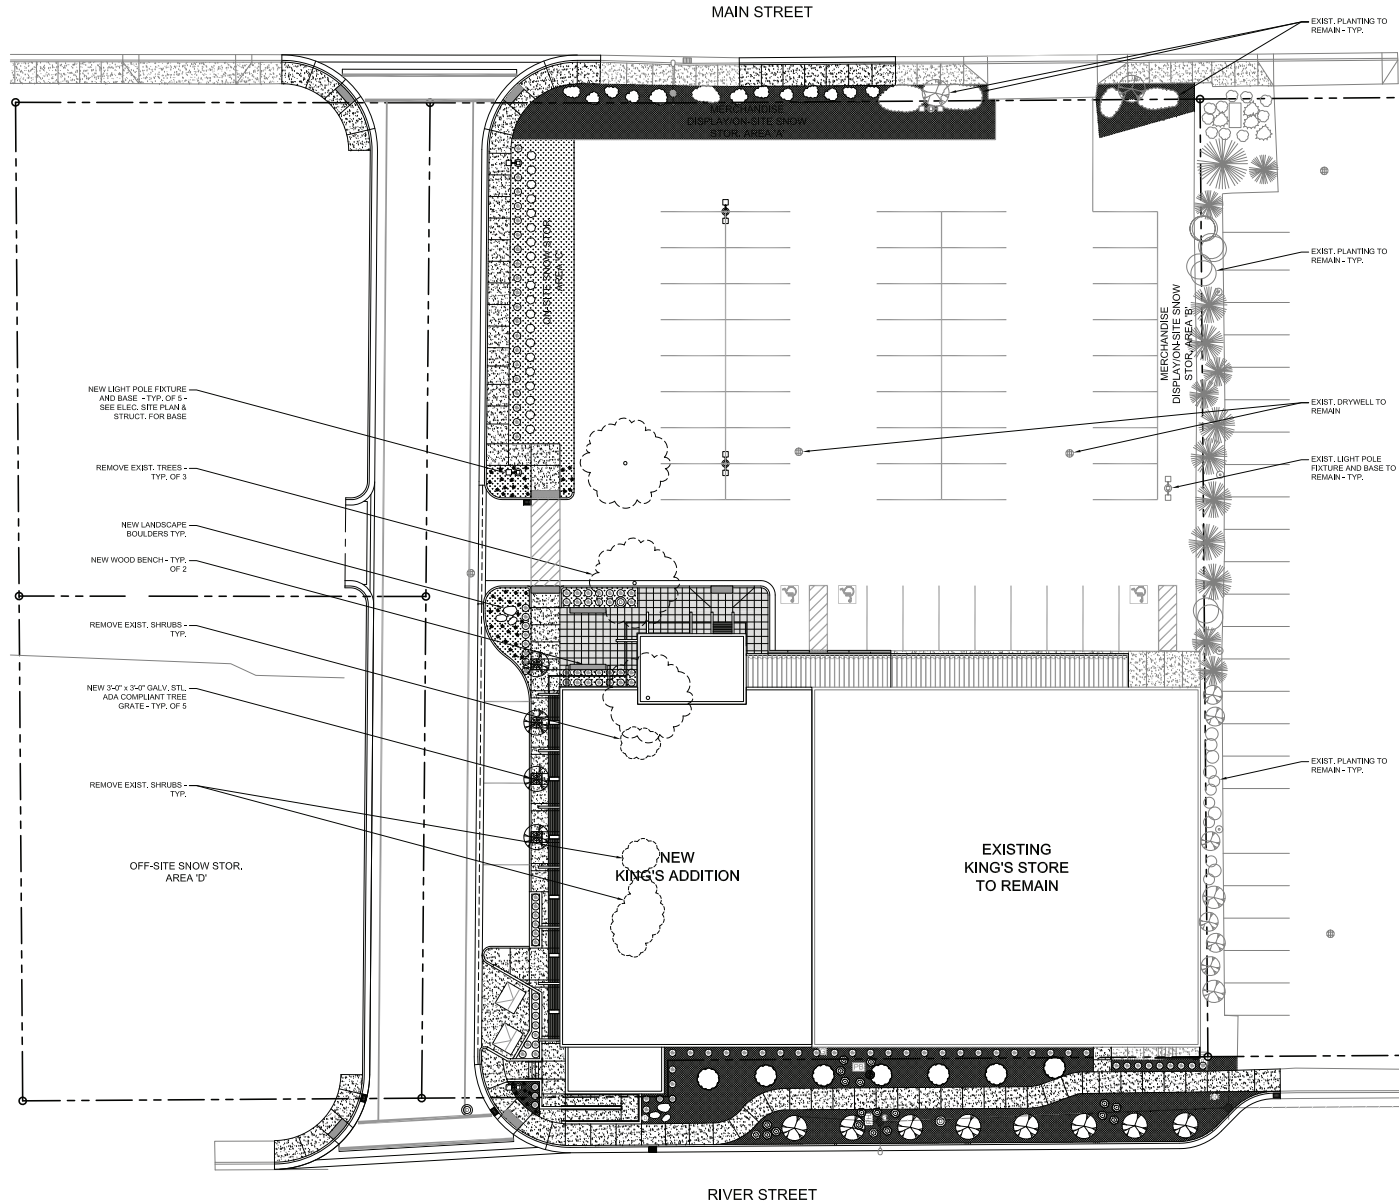 MAIN STREET
EXIST. PLANTING TO
REMAIN - TYP.
MERCHANDISE
DISPLAY/ON-SITE SNOW
STOR. AREA 'A'
ON-SITE SNOW STOR.
EXIST. PLANTING TO
REMAIN - TYP.
MERCHANDISE
DISPLAY/ON-SITE SNOW
STOR. AREA 'B'
NEW LIGHT POLE FIXTURE
AND BASE - TYP. OF 5 -
SEE ELEC. SITE PLAN &
STRUCT. FOR BASE
EXIST. DRYWELL TO
REMAIN
REMOVE EXIST. TREES -
TYP. OF 3
EXIST. LIGHT POLE
FIXTURE AND BASE TO
REMAIN - TYP.
NEW LANDSCAPE
BOULDERS TYP.
NEW WOOD BENCH - TYP.
OF 2
REMOVE EXIST. SHRUBS -
TYP.
NEW 3'-0" x 3'-0" GALV. STL.
ADA COMPLIANT TREE
GRATE - TYP. OF 5
REMOVE EXIST. SHRUBS -
TYP.
EXIST. PLANTING TO
REMAIN - TYP.
OFF-SITE SNOW STOR.
AREA 'D'
NEW
KING'S ADDITION
EXISTING
KING'S STORE
TO REMAIN
RIVER STREET